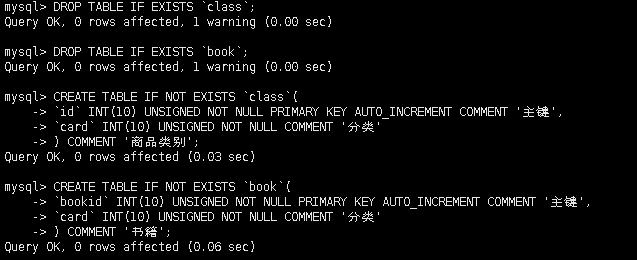 mysql> DROP TABLE IF EXISTS `class`;
Query OK, 0 rows affected, 1 warning (0.00 sec)
mysql> DROP TABLE IF EXISTS `book`;
Query OK, 0 rows affected, 1 warning (0.00 sec)
mysql> CREATE TABLE IF NOT EXISTS `class`(
    -> `id` INT(10) UNSIGNED NOT NULL PRIMARY KEY AUTO_INCREMENT COMMENT '主键',
    -> `card` INT(10) UNSIGNED NOT NULL COMMENT '分类'
    -> ) COMMENT '商品类别';
Query OK, 0 rows affected (0.03 sec)
mysql> CREATE TABLE IF NOT EXISTS `book`(
    -> `bookid` INT(10) UNSIGNED NOT NULL PRIMARY KEY AUTO_INCREMENT COMMENT '主键',
    -> `card` INT(10) UNSIGNED NOT NULL COMMENT '分类'
    -> ) COMMENT '书籍';
Query OK, 0 rows affected (0.06 sec)